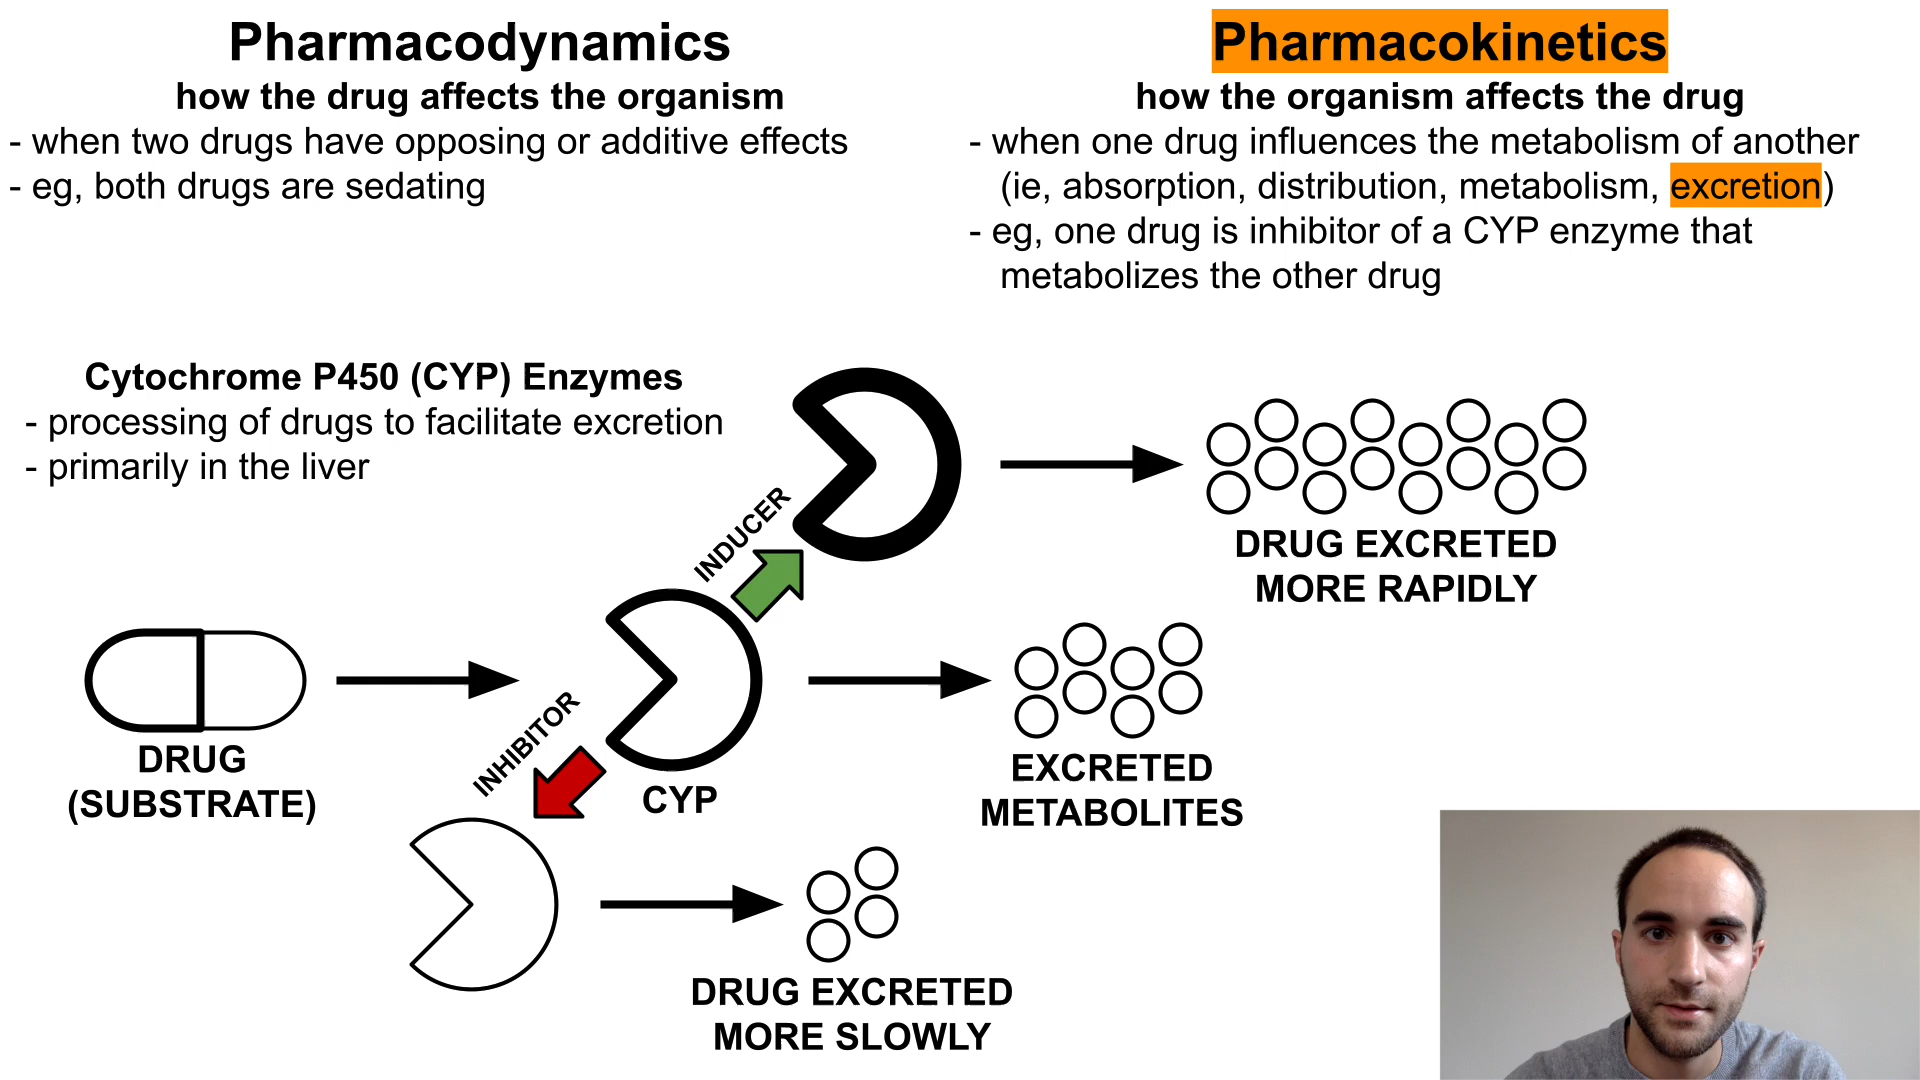 Pharmacodynamics
how the drug affects the organism
- when two drugs have opposing or additive effects
- eg, both drugs are sedating
Pharmacokinetics
how the organism affects the drug
- when one drug influences the metabolism of another
(ie, absorption, distribution, metabolism, excretion)
- eg, one drug is inhibitor of a CYP enzyme that
metabolizes the other drug
Cytochrome P450 (CYP) Enzymes
- processing of drugs to facilitate excretion
- primarily in the liver
INDUCER
DRUG EXCRETED
MORE RAPIDLY
DRUG
(SUBSTRATE)
INHIBITOR
CYP
EXCRETED
METABOLITES
DRUG EXCRETED
MORE SLOWLY